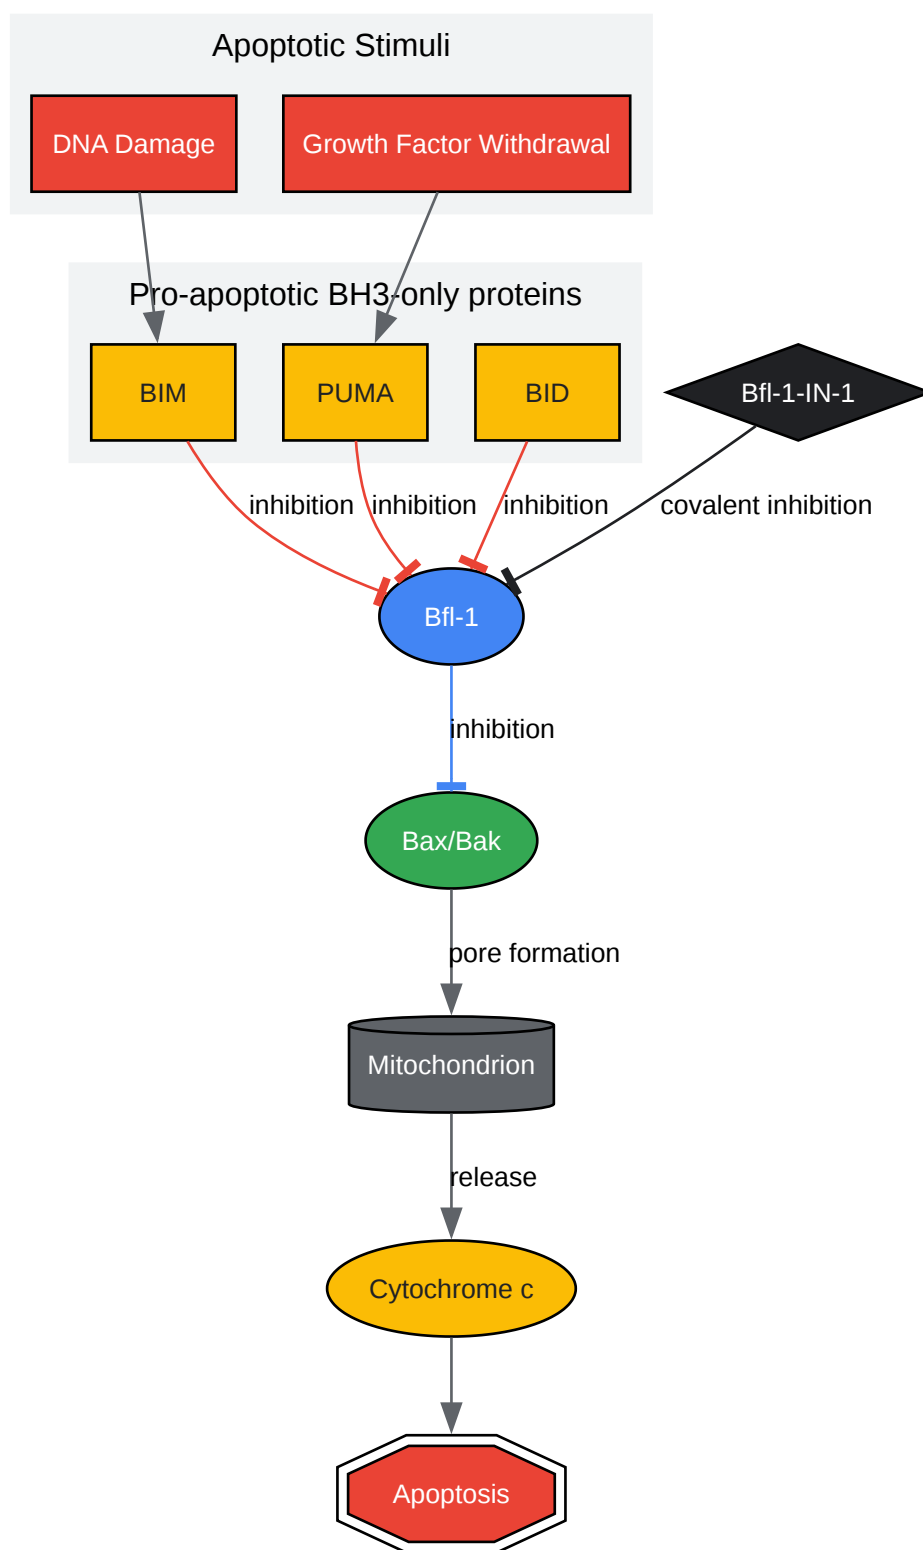 Apoptotic Stimuli
DNA Damage
Growth Factor Withdrawal
Pro-apoptotic BH3-only proteins
BIM
PUMA
BID
Bfl-1-IN-1
inhibition
inhibition
inhibition
covalent inhibition
Bfl-1
inhibition
Bax/Bak
pore formation
Mitochondrion
release
Cytochrome c
Apoptosis